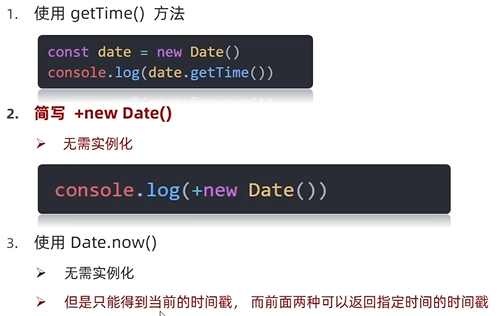 1. 使用 getTime() 方法
const date = new Date()
console.log(date.getTime())
2. 简写 +new Date()
➢ 无需实例化
console.log(+new Date())
3. 使用 Date.now()
➢ 无需实例化
➢ 但是只能得到当前的时间戳， 而前面两种可以返回指定时间的时间戳